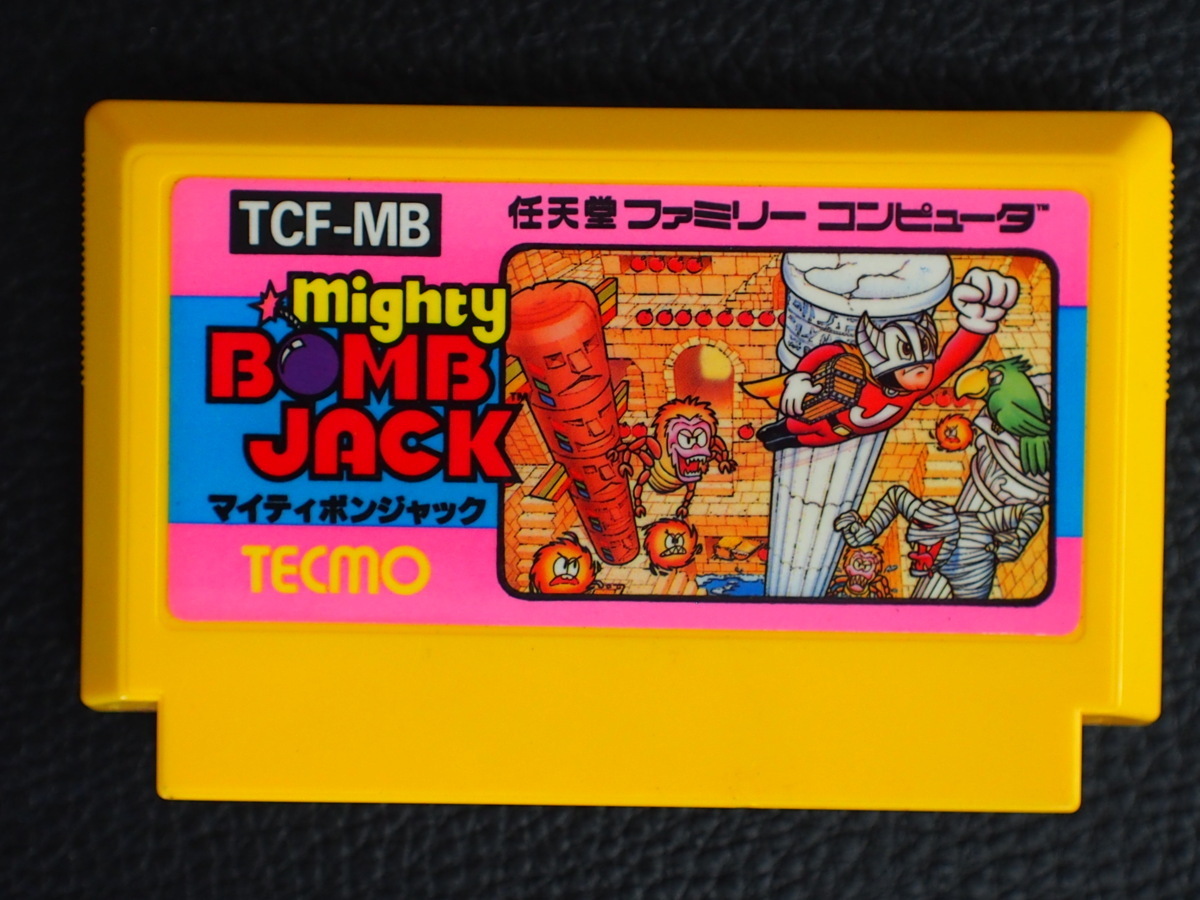 TCF-MB
任天堂 ファミリー コンピュータ™
mighty
BOMB
JACK™
マイティボンジャック
TECMO